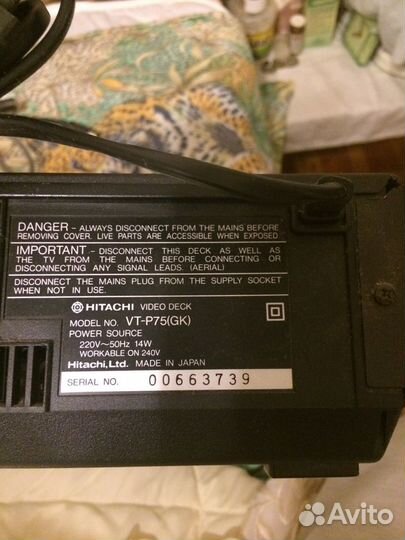 DANGER - ALWAYS DISCONNECT FROM THE MAINS BEFORE
REMOVING COVER. LIVE PARTS ARE ACCESSIBLE WHEN EXPOSED.
IMPORTANT - DISCONNECT THIS DECK AS WELL AS
THE TV FROM THE MAINS BEFORE CONNECTING OR
DISCONNECTING ANY SIGNAL LEADS. (AERIAL)
DISCONNECT THE MAINS PLUG FROM THE SUPPLY SOCKET
WHEN NOT IN USE.
HITACHI VIDEO DECK
MODEL NO. VT-P75(GK)
POWER SOURCE
220V~50Hz 14W
WORKABLE ON 240V
Hitachi, Ltd. MADE IN JAPAN
SERIAL NO. 00663739
Avito